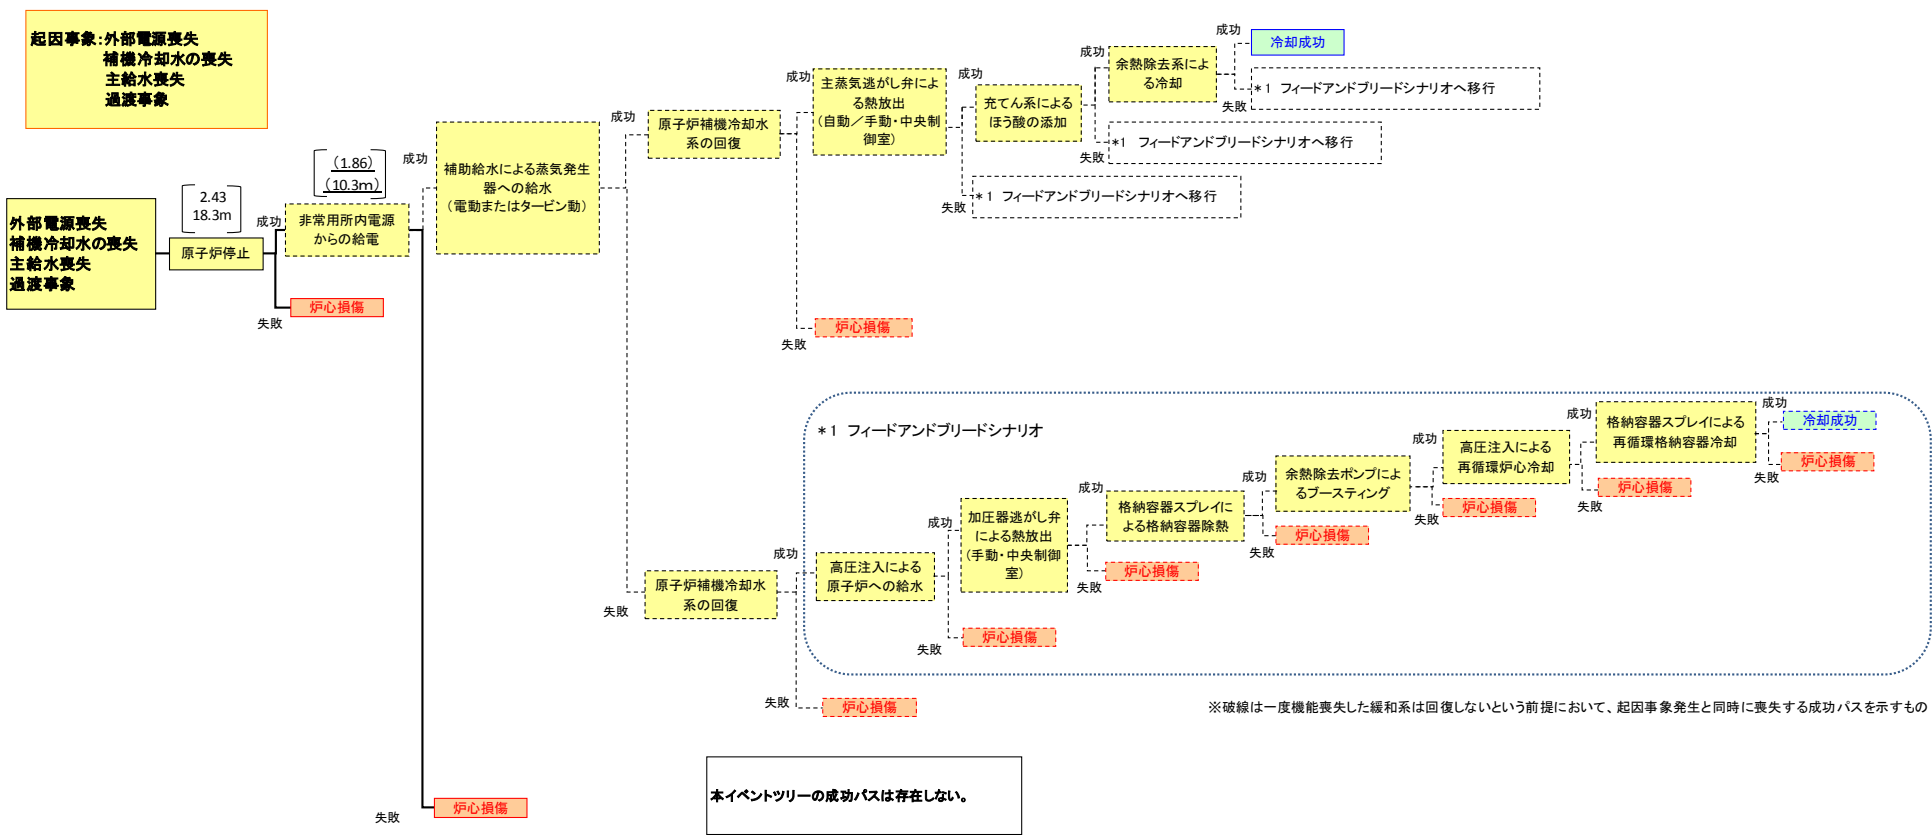 起因事象:外部電源喪失
補機冷却水の喪失
主給水喪失
過渡事象
外部電源喪失
補機冷却水の喪失
主給水喪失
過渡事象
2.43
18.3m
原子炉停止
成功
失敗
炉心損傷
(1.86)
(10.3m)
非常用所内電源
からの給電
成功
失敗
炉心損傷
補助給水による蒸気発生
器への給水
(電動またはタービン動)
成功
失敗
原子炉補機冷却水
系の回復
成功
失敗
炉心損傷
主蒸気逃がし弁によ
る熱放出
(自動/手動・中央制
御室)
成功
失敗
*1 フィードアンドブリードシナリオへ移行
充てん系による
ほう酸の添加
成功
失敗
*1 フィードアンドブリードシナリオへ移行
余熱除去系によ
る冷却
成功
冷却成功
失敗
*1 フィードアンドブリードシナリオへ移行
原子炉補機冷却水
系の回復
成功
失敗
炉心損傷
*1 フィードアンドブリードシナリオ
高圧注入による
原子炉への給水
成功
失敗
炉心損傷
加圧器逃がし弁
による熱放出
(手動・中央制御
室)
成功
失敗
炉心損傷
格納容器スプレイに
よる格納容器除熱
成功
失敗
炉心損傷
余熱除去ポンプによ
るブースティング
成功
失敗
炉心損傷
高圧注入による
再循環炉心冷却
成功
失敗
炉心損傷
格納容器スプレイによる
再循環格納容器冷却
成功
冷却成功
失敗
炉心損傷
※破線は一度機能喪失した緩和系は回復しないという前提において、起因事象発生と同時に喪失する成功パスを示すもの
本イベントツリーの成功パスは存在しない。